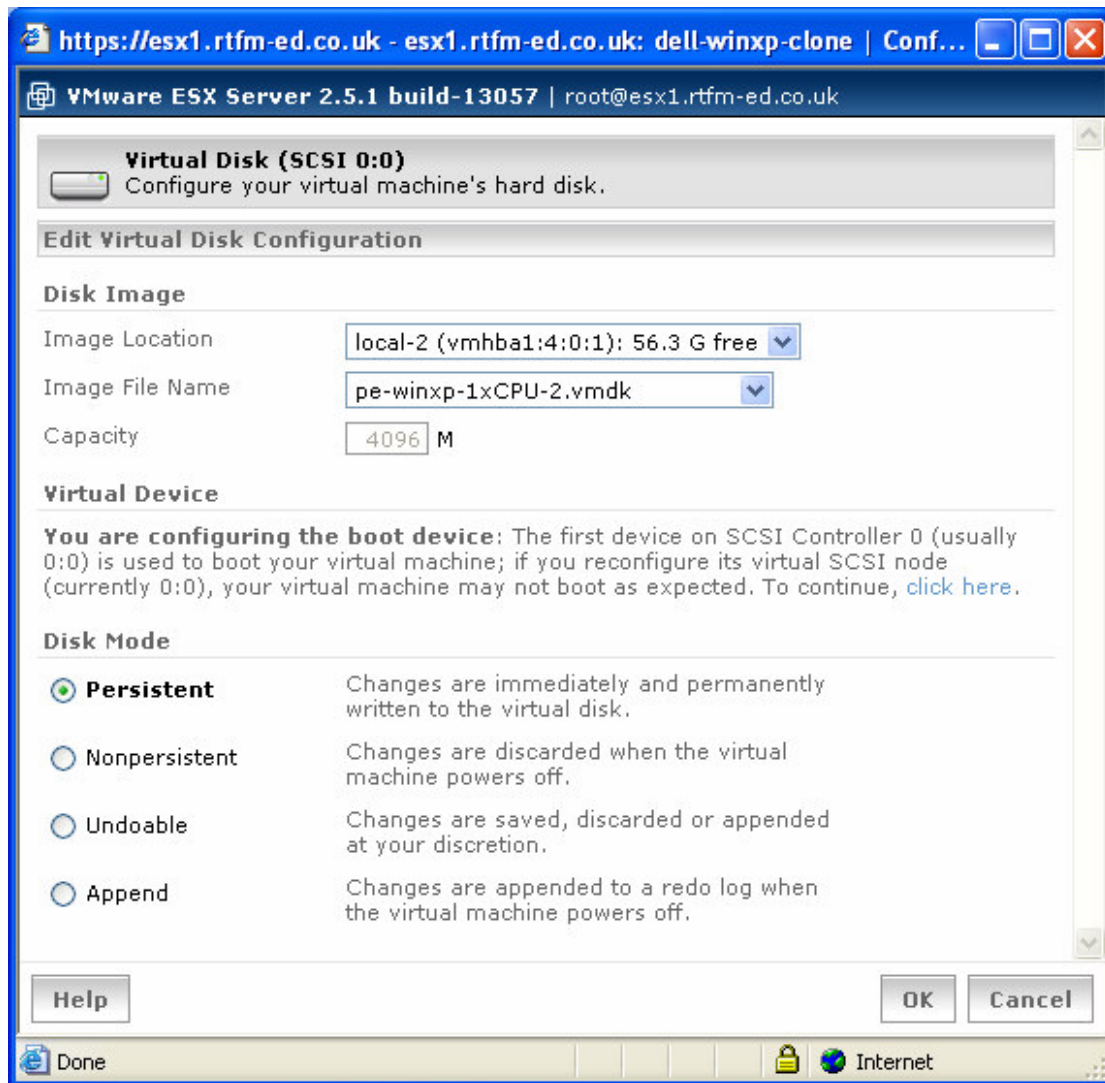 https://esx1.rtfm-ed.co.uk - esx1.rtfm-ed.co.uk: dell-winxp-clone | Conf...
VMware ESX Server 2.5.1 build-13057 | root@esx1.rtfm-ed.co.uk
Virtual Disk (SCSI 0:0)
Configure your virtual machine's hard disk.
Edit Virtual Disk Configuration
Disk Image
Image Location local-2 (vmhba1:4:0:1): 56.3 G free
Image File Name pe-winxp-1xCPU-2.vmdk
Capacity 4096 M
Virtual Device
You are configuring the boot device: The first device on SCSI Controller 0 (usually
0:0) is used to boot your virtual machine; if you reconfigure its virtual SCSI node
(currently 0:0), your virtual machine may not boot as expected. To continue, click here.
Disk Mode
Persistent Changes are immediately and permanently
written to the virtual disk.
Nonpersistent Changes are discarded when the virtual
machine powers off.
Undoable Changes are saved, discarded or appended
at your discretion.
Append Changes are appended to a redo log when
the virtual machine powers off.
Help OK Cancel
Done Internet